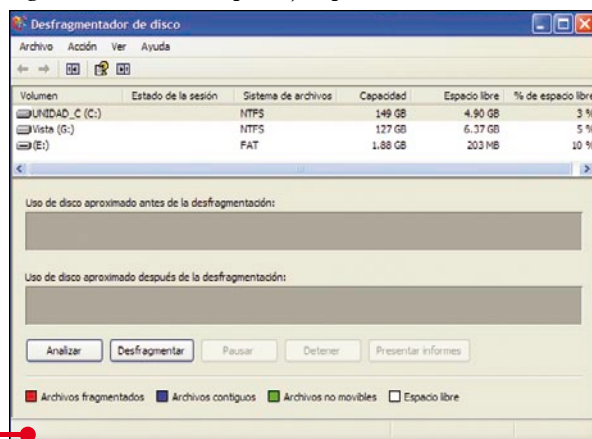 Desfragmentador de disco
Archivo Acción Ver Ayuda
Volumen Estado de la sesión Sistema de archivos Capacidad Espacio libre % de espacio libre
UNIDAD_C (C:) NTFS 149 GB 4.90 GB 3 %
Vista (G:) NTFS 127 GB 6.37 GB 5 %
(E:) FAT 1.88 GB 203 MB 10 %
Uso de disco aproximado antes de la desfragmentación:
Uso de disco aproximado después de la desfragmentación:
Analizar Desfragmentar Pausar Detener Presentar informes
Archivos fragmentados Archivos contiguos Archivos no movibles Espacio libre